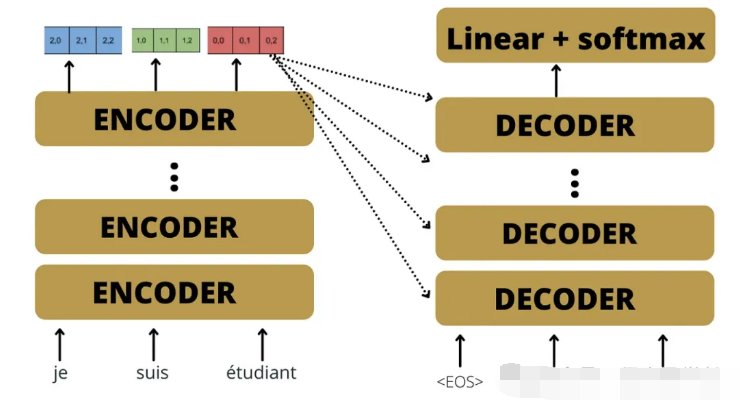 2,0 2,1 2,2 1,0 1,1 1,2 0,0 0,1 0,2
Linear + softmax
ENCODER
DECODER
ENCODER
DECODER
ENCODER
DECODER
je suis étudiant
<EOS>